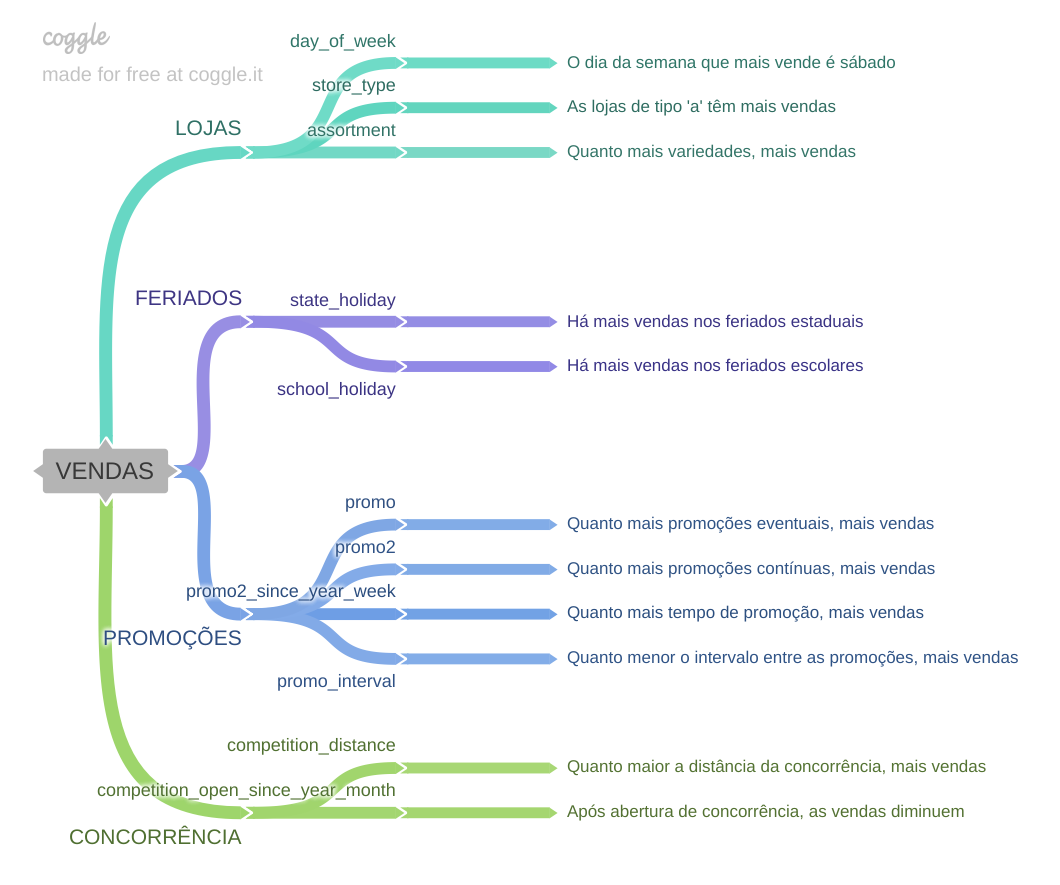 coggle
made for free at coggle.it
day_of_week
O dia da semana que mais vende é sábado
store_type
As lojas de tipo 'a' têm mais vendas
LOJAS
assortment
Quanto mais variedades, mais vendas
FERIADOS
state_holiday
Há mais vendas nos feriados estaduais
Há mais vendas nos feriados escolares
school_holiday
VENDAS
promo
Quanto mais promoções eventuais, mais vendas
promo2
Quanto mais promoções contínuas, mais vendas
promo2_since_year_week
Quanto mais tempo de promoção, mais vendas
PROMOÇÕES
Quanto menor o intervalo entre as promoções, mais vendas
promo_interval
competition_distance
Quanto maior a distância da concorrência, mais vendas
competition_open_since_year_month
Após abertura de concorrência, as vendas diminuem
CONCORRÊNCIA